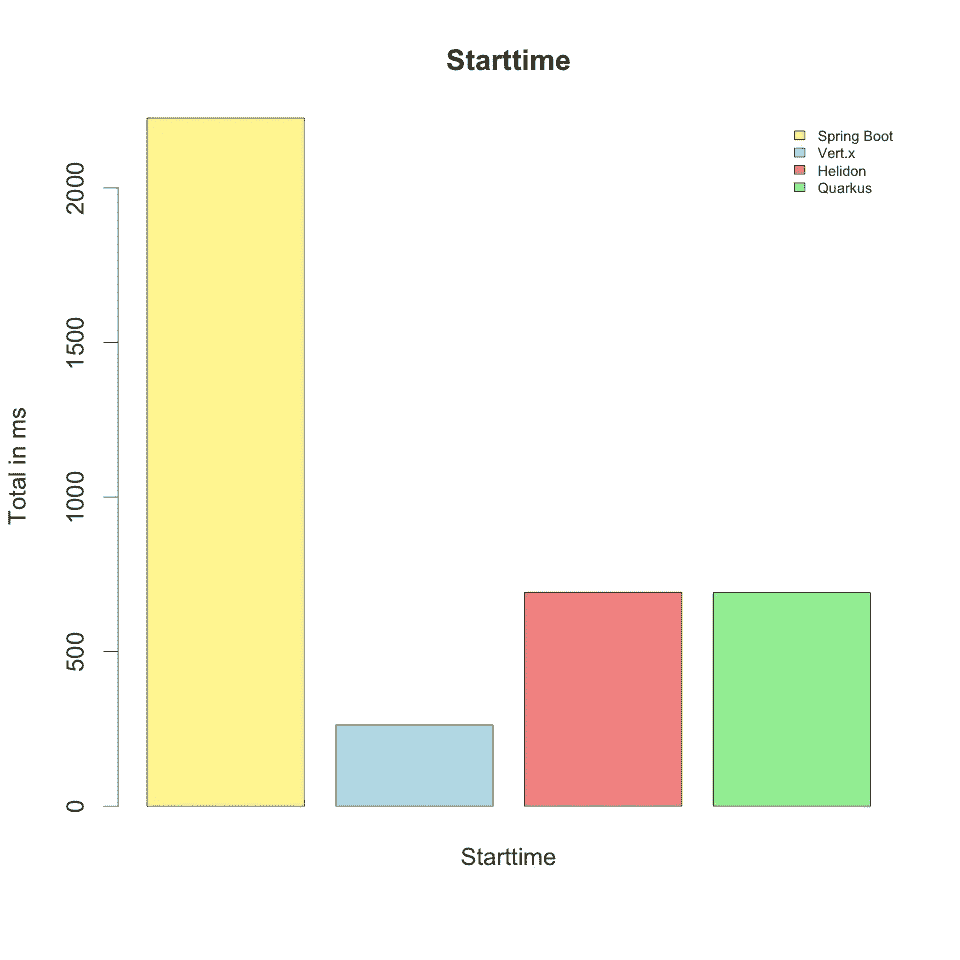 Starttime
Spring Boot
Vert.x
Helidon
Quarkus
Total in ms
2000
1500
1000
500
0
Starttime